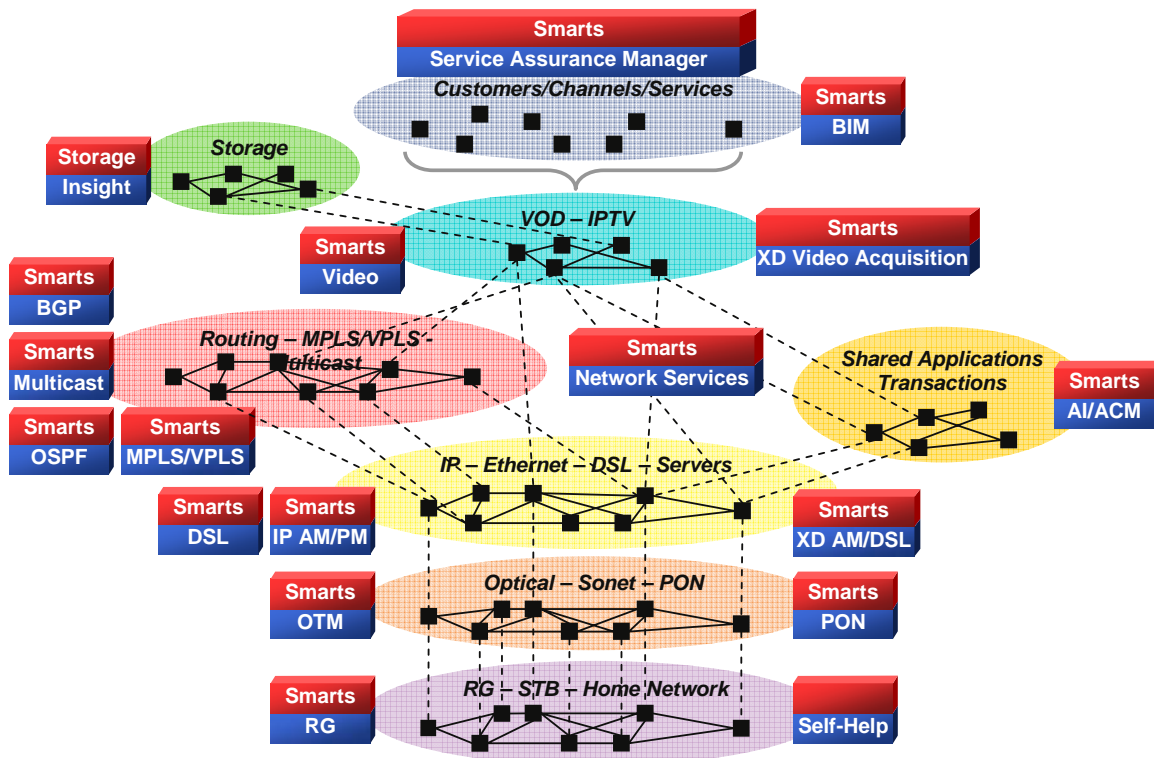 Smarts
Service Assurance Manager
Customers/Channels/Services
Smarts
BIM
Storage
Storage
Insight
VOD – IPTV
Smarts
Video
Smarts
XD Video Acquisition
Smarts
BGP
Routing – MPLS/VPLS -
Multicast
Smarts
Multicast
Smarts
Network Services
Shared Applications
Transactions
Smarts
AI/ACM
Smarts
OSPF
Smarts
MPLS/VPLS
IP – Ethernet – DSL – Servers
Smarts
DSL
Smarts
IP AM/PM
Smarts
XD AM/DSL
Optical – Sonet – PON
Smarts
OTM
Smarts
PON
RG – STB – Home Network
Smarts
RG
Self-Help